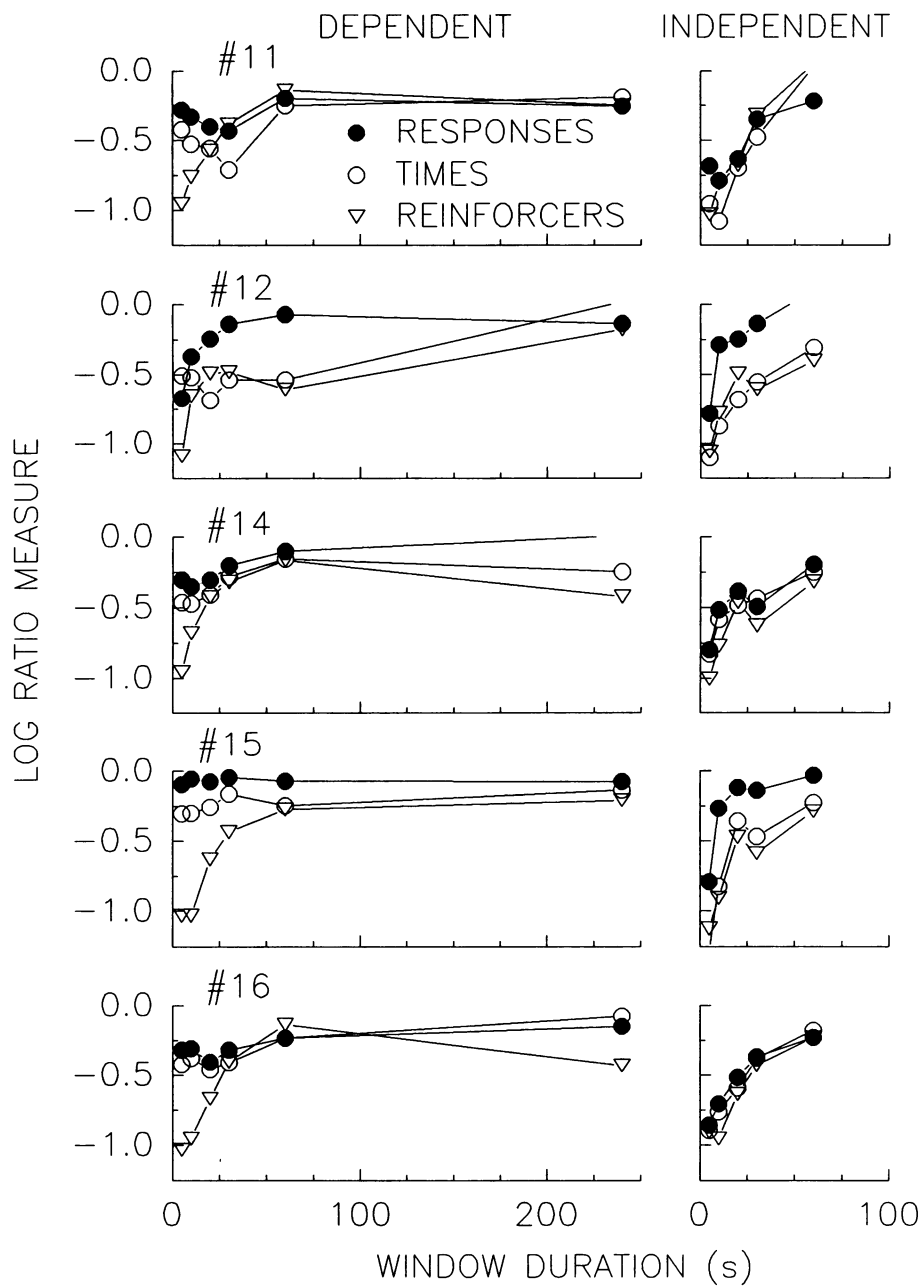 DEPENDENT INDEPENDENT
#11
0.0
−0.5
−1.0
RESPONSES
TIMES
REINFORCERS
#12
0.0
−0.5
−1.0
#14
0.0
−0.5
−1.0
#15
0.0
−0.5
−1.0
#16
0.0
−0.5
−1.0
LOG RATIO MEASURE
0 100 200 0 100
WINDOW DURATION (s)